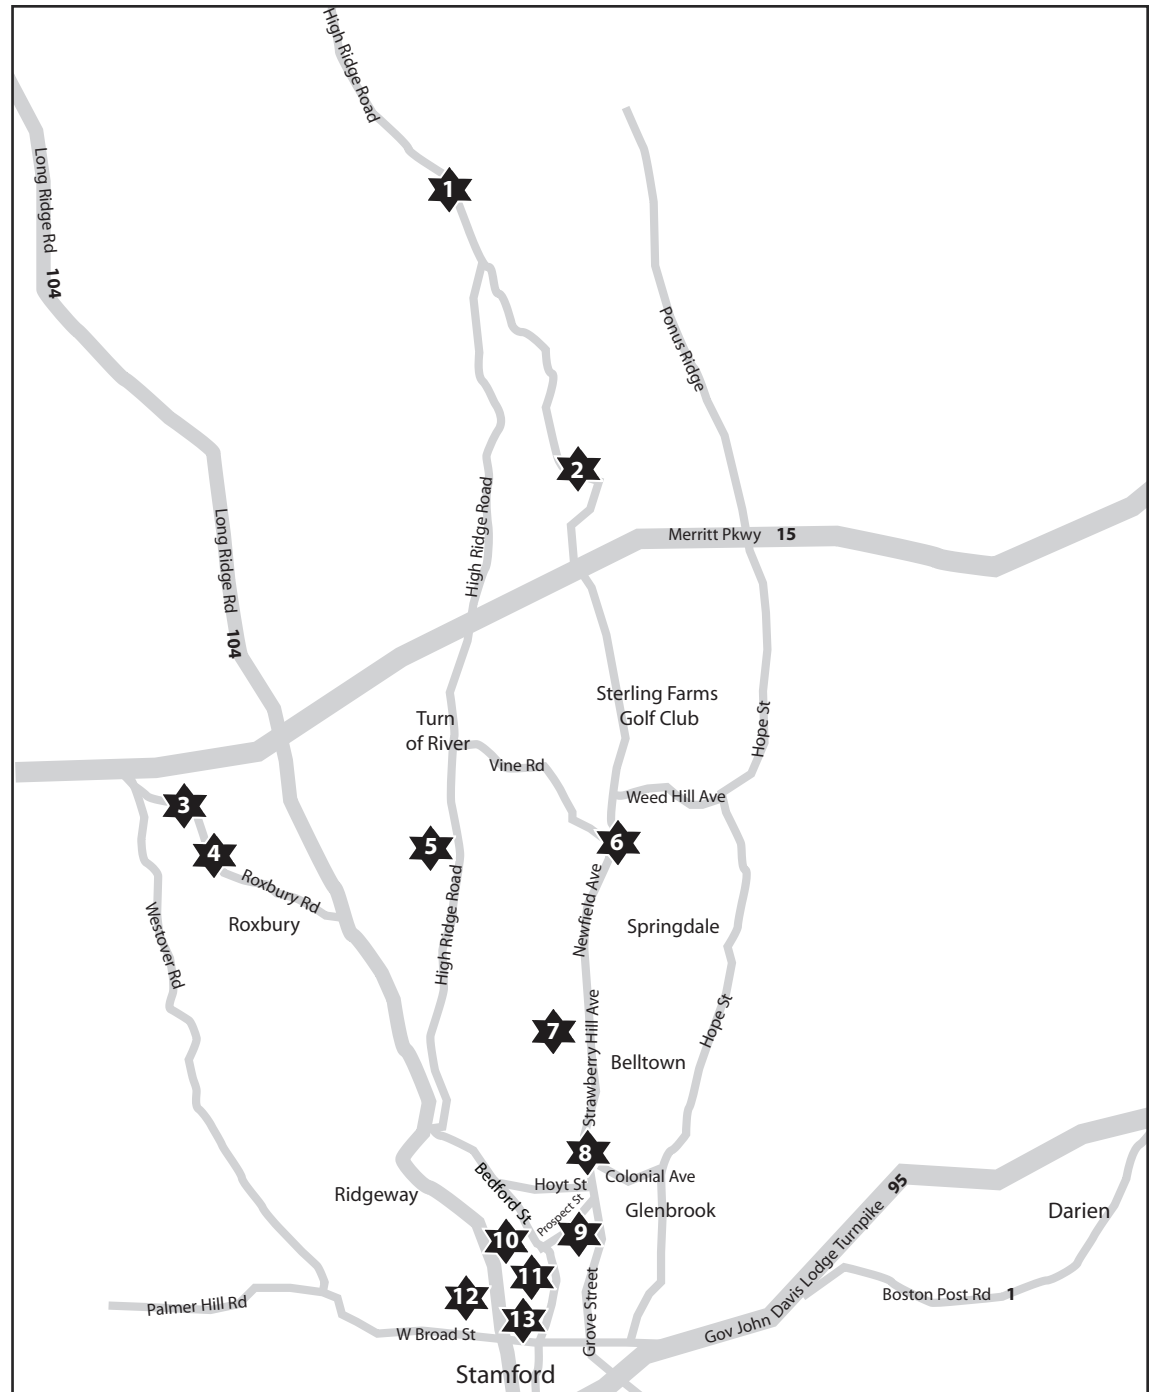 High Ridge Road
1
Long Ridge Rd 104
Ponus Ridge
2
High Ridge Road
Long Ridge Rd 104
Merritt Pkwy 15
Sterling Farms
Golf Club
Turn
of River
Hope St
Vine Rd
Weed Hill Ave
3
4
5
6
Roxbury Rd
Roxbury
Westover Rd
High Ridge Road
Newfield Ave
Springdale
7
Strawberry Hill Ave
Belltown
Hope St
8
Colonial Ave
Bedford St
Hoyt St
Prospect St
Ridgeway
Glenbrook
9
10
11
12
13
Gov John Davis Lodge Turnpike 95
Darien
Boston Post Rd 1
Palmer Hill Rd
Grove Street
W Broad St
Stamford